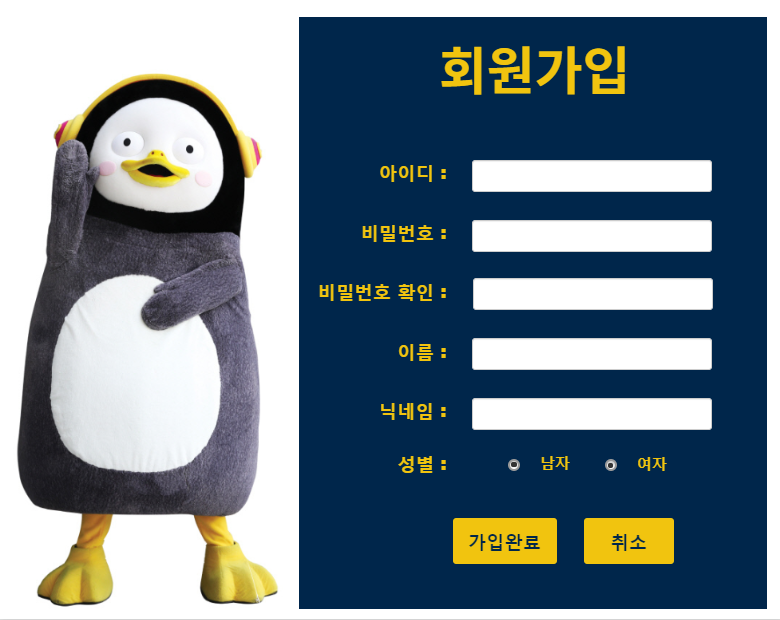 회원가입
아이디 :
비밀번호 :
비밀번호 확인 :
이름 :
닉네임 :
성별 : 남자 여자
가입완료 취소